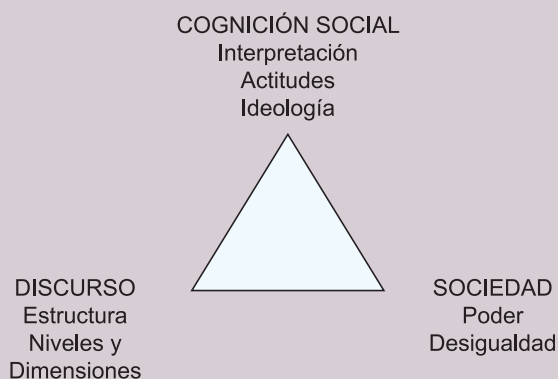 COGNICIÓN SOCIAL
Interpretación
Actitudes
Ideología
DISCURSO
Estructura
Niveles y
Dimensiones
SOCIEDAD
Poder
Desigualdad